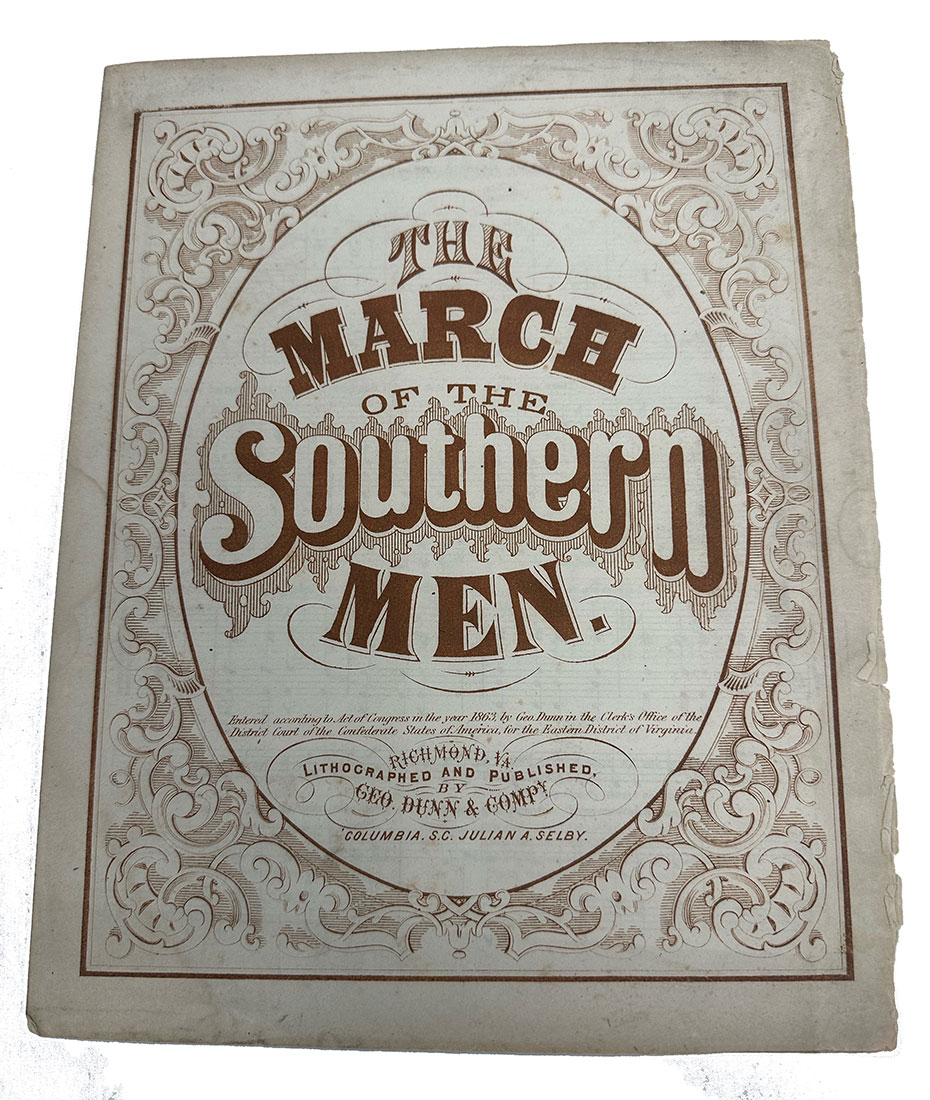 THE
MARCH
OF THE
Southern
MEN.
Entered according to Act of Congress in the year 1863, by Geo. Dunn in the Clerk's Office of the
District Court of the Confederate States of America, for the Eastern District of Virginia.
RICHMOND, VA.
LITHOGRAPHED AND PUBLISHED,
BY
GEO. DUNN & COMPY
COLUMBIA. S.C. JULIAN A. SELBY.